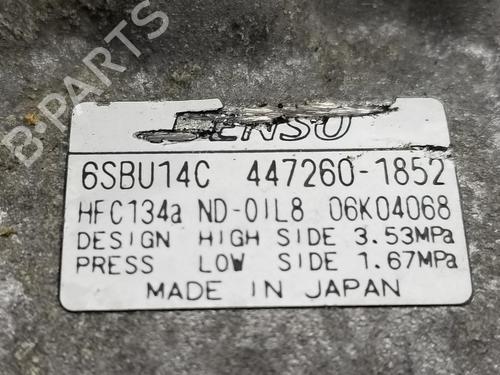 DENSO
6SBU14C 447260-1852
HFC134a ND-OIL8 06K04068
DESIGN HIGH SIDE 3.53MPa
PRESS LOW SIDE 1.67MPa
MADE IN JAPAN
B-PARTS